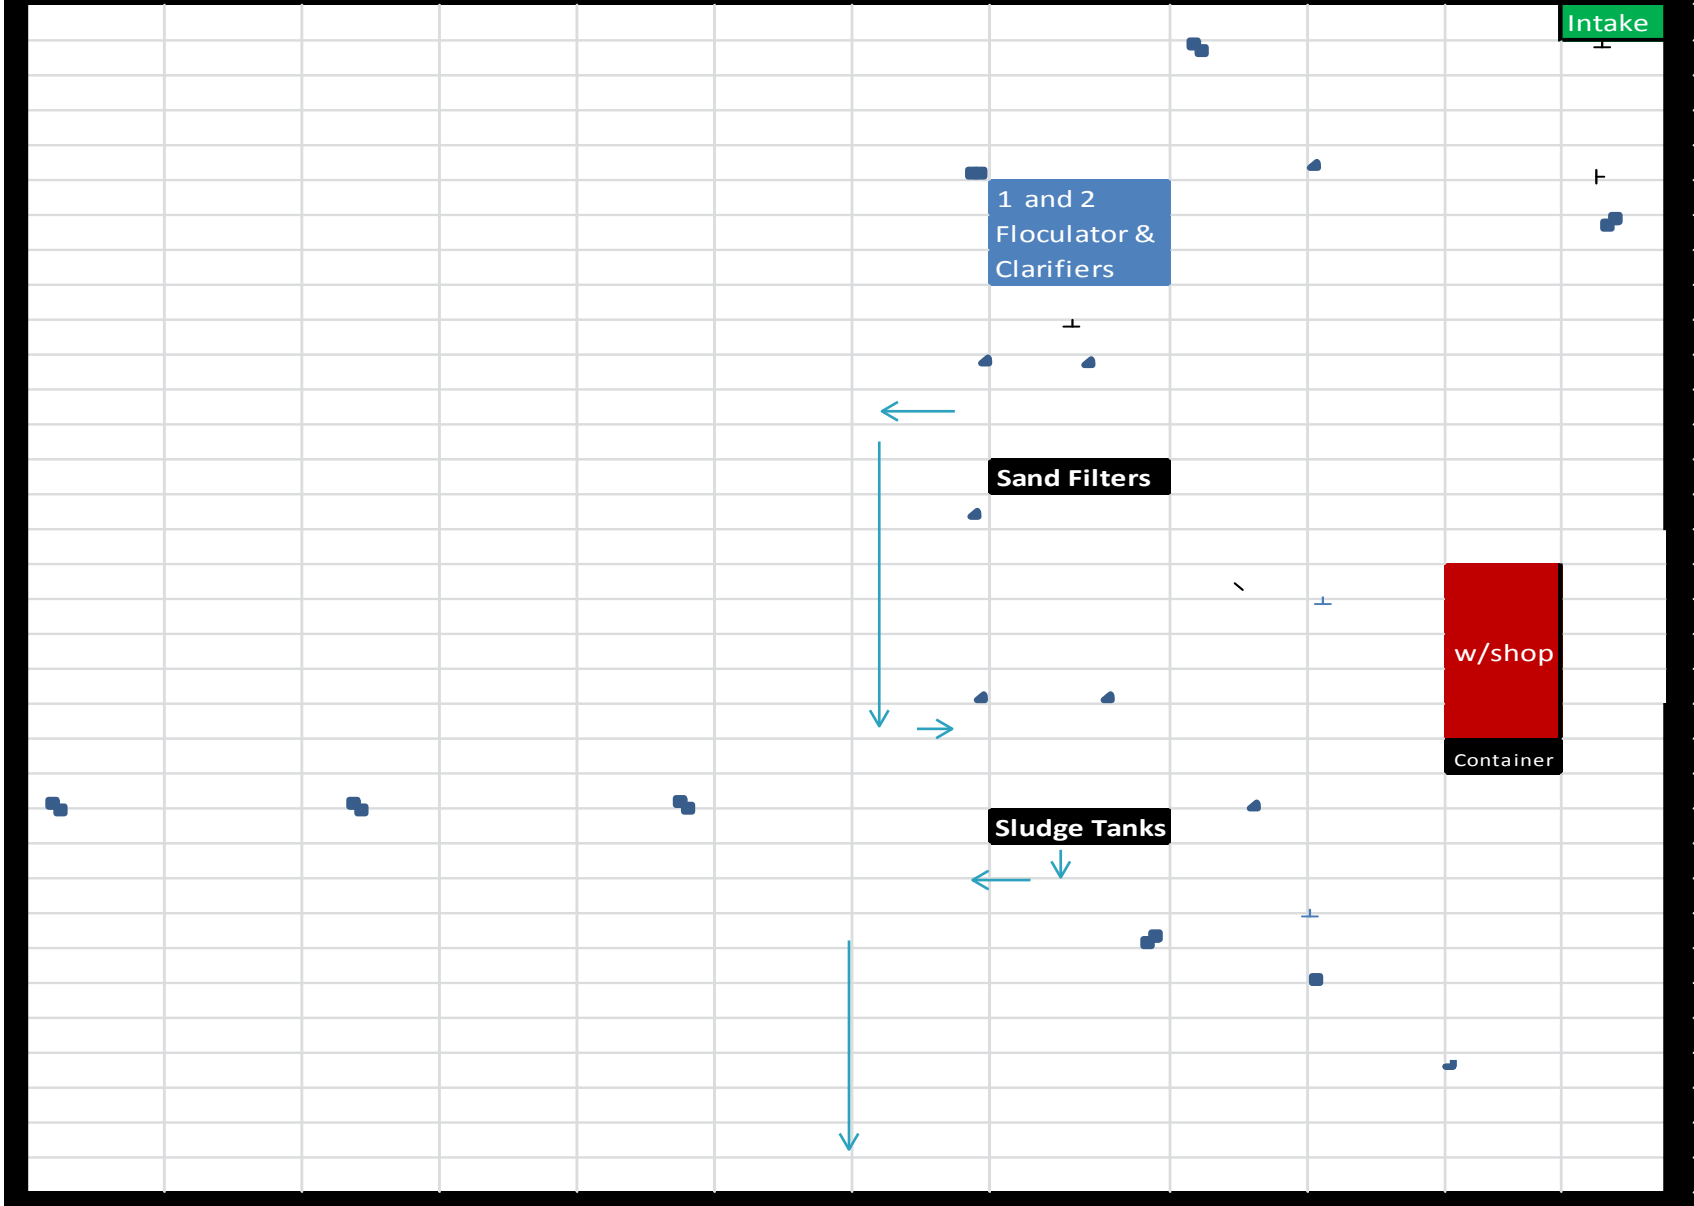 Intake
1 and 2
Floculator &
Clarifiers
Sand Filters
w/shop
Container
Sludge Tanks